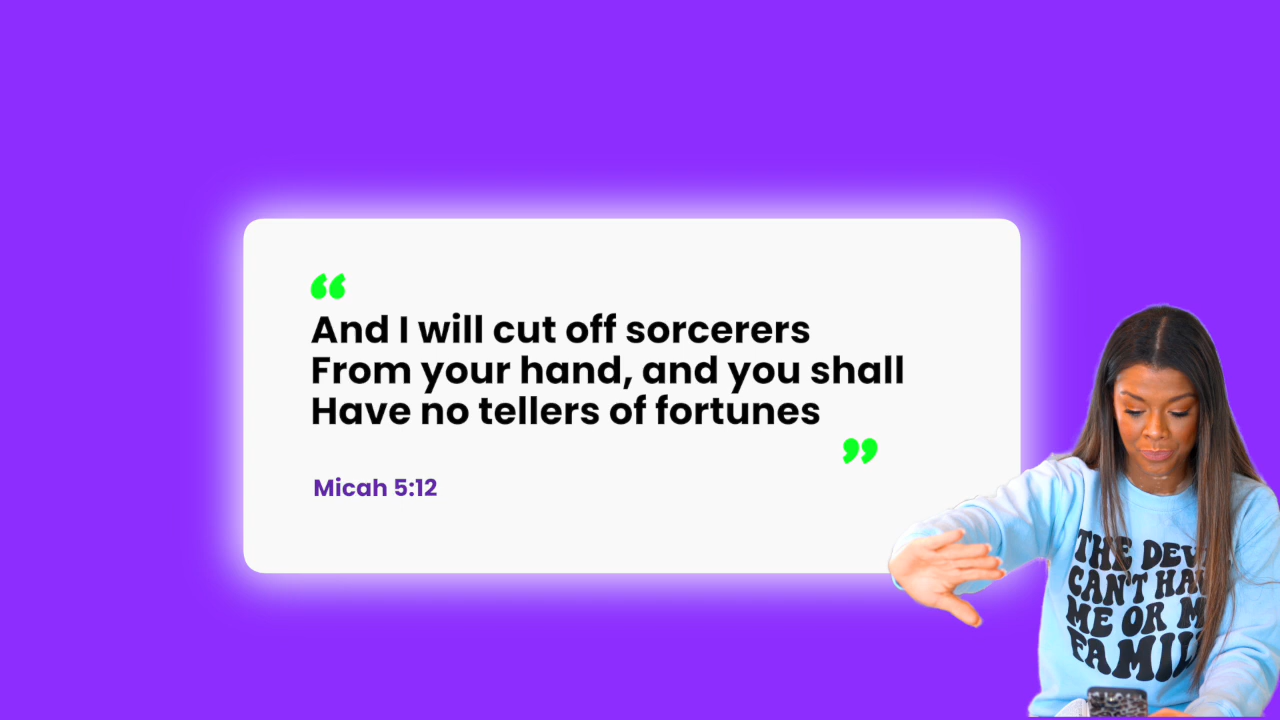 “
And I will cut off sorcerers
From your hand, and you shall
Have no tellers of fortunes
”
Micah 5:12
THE
CAN'T
ME OR